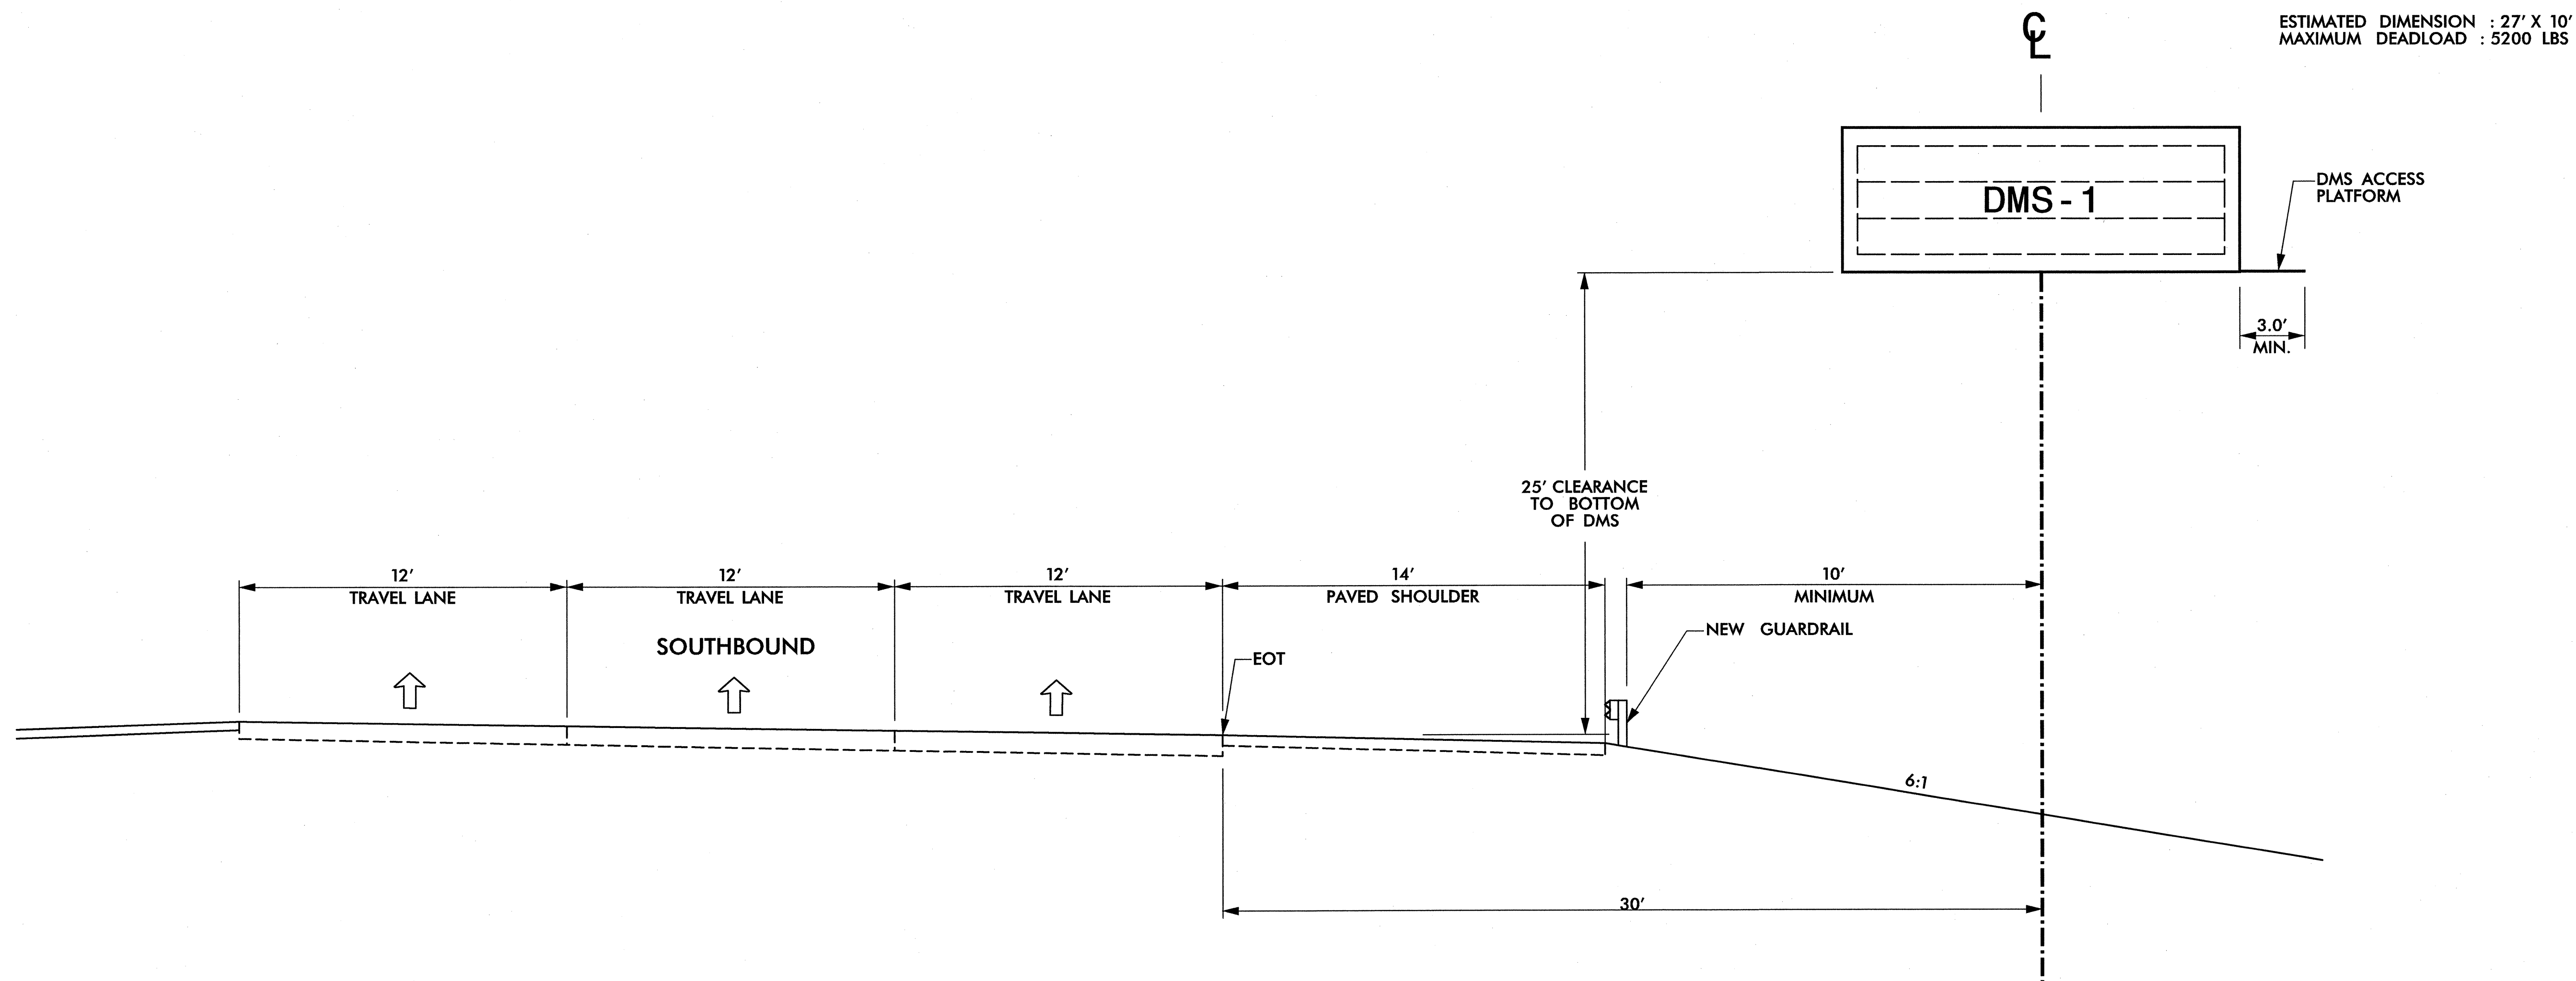 ℄
ESTIMATED DIMENSION : 27' X 10'
MAXIMUM DEADLOAD : 5200 LBS
DMS - 1
DMS ACCESS
PLATFORM
3.0'
MIN.
25' CLEARANCE
TO BOTTOM
OF DMS
12'
TRAVEL LANE
12'
TRAVEL LANE
12'
TRAVEL LANE
14'
PAVED SHOULDER
10'
MINIMUM
SOUTHBOUND
NEW GUARDRAIL
EOT
6:1
30'